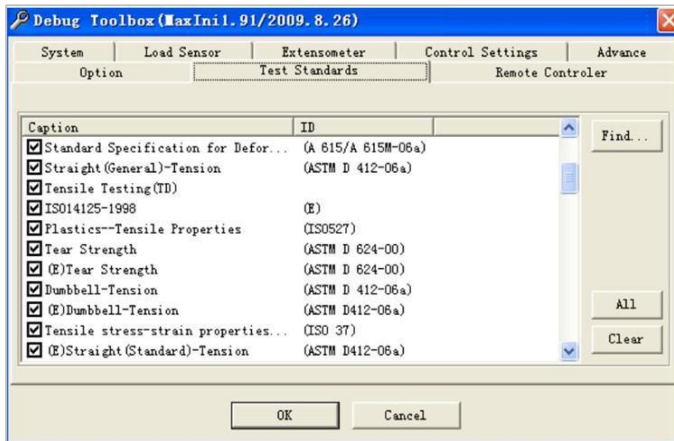 Debug Toolbox(MaxIni1.91/2009.8.26)
System Load Sensor Extensometer Control Settings Advance
Option Test Standards Remote Controler
Caption ID
Standard Specification for Defor... (A 615/A 615M-06a)
Straight(General)-Tension (ASTM D 412-06a)
Tensile Testing(TD)
ISO14125-1998 (E)
Plastics--Tensile Properties (ISO527)
Tear Strength (ASTM D 624-00)
(E)Tear Strength (ASTM D 624-00)
Dumbbell-Tension (ASTM D 412-06a)
(E)Dumbbell-Tension (ASTM D412-06a)
Tensile stress-strain properties... (ISO 37)
(E)Straight(Standard)-Tension (ASTM D412-06a)
Find...
All
Clear
OK Cancel